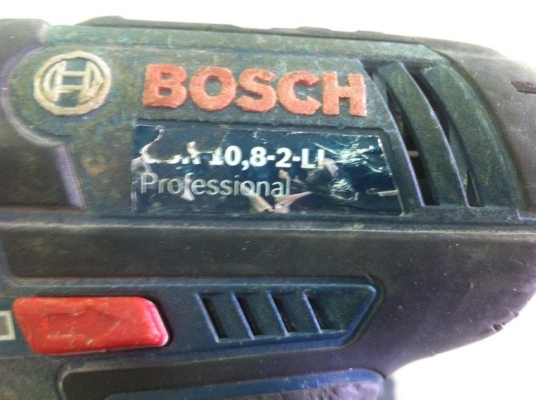 BOSCH
10,8-2-LI
Professional